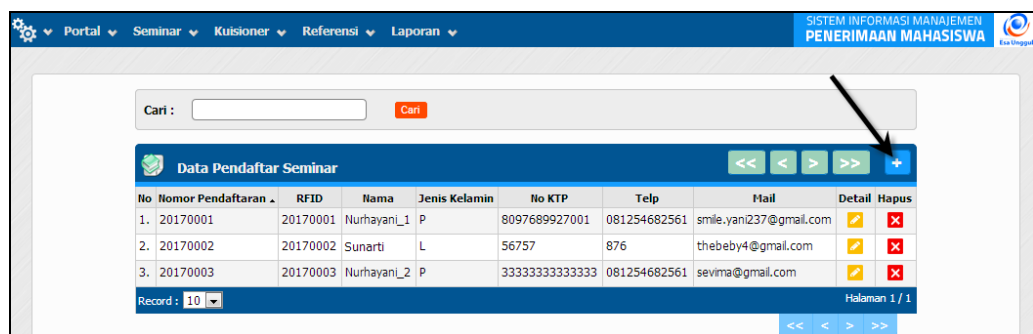 Portal Seminar Kuisioner Referensi Laporan
SISTEM INFORMASI MANAJEMEN
PENERIMAAN MAHASISWA
Esa Unggul
Cari : Cari
Data Pendaftar Seminar << < > >> +
No Nomor Pendaftaran RFID Nama Jenis Kelamin No KTP Telp Mail Detail Hapus
1. 20170001 20170001 Nurhayani_1 P 8097689927001 081254682561 smile.yani237@gmail.com
2. 20170002 20170002 Sunarti L 56757 876 thebeby4@gmail.com
3. 20170003 20170003 Nurhayani_2 P 33333333333333 081254682561 sevima@gmail.com
Record : 10 Halaman 1 / 1
<< < > >>